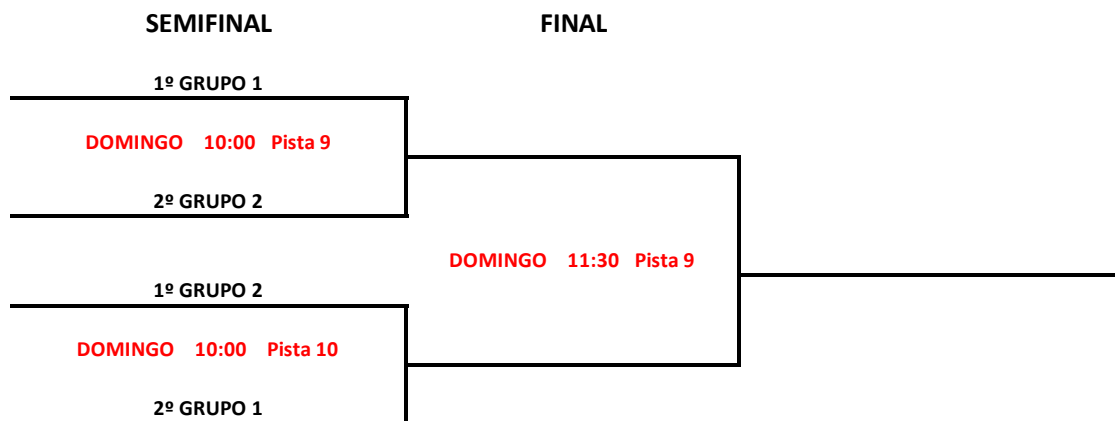 SEMIFINAL FINAL
1º GRUPO 1
DOMINGO 10:00 Pista 9
2º GRUPO 2
DOMINGO 11:30 Pista 9
1º GRUPO 2
DOMINGO 10:00 Pista 10
2º GRUPO 1